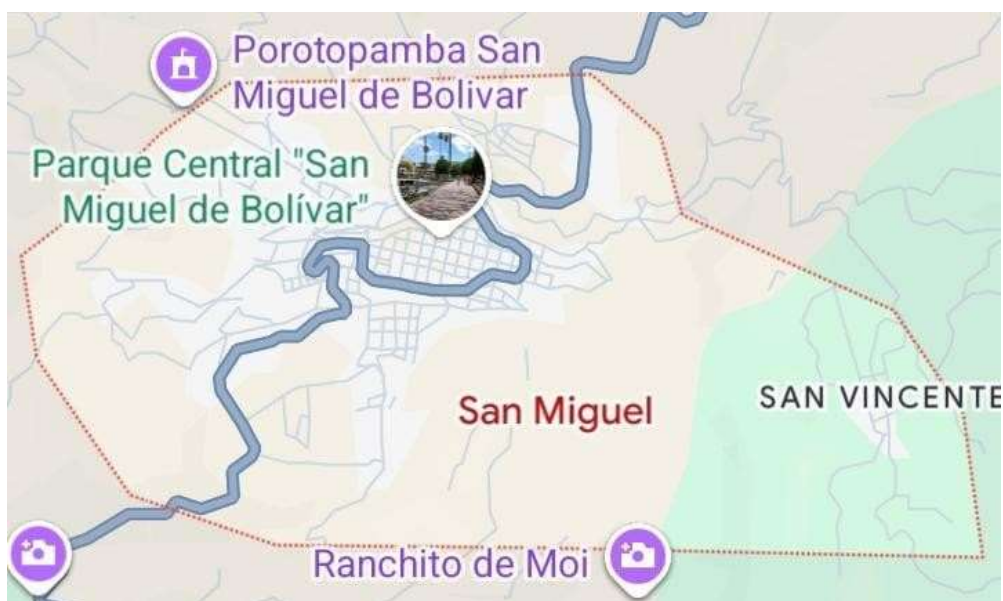 Porotopamba San
Miguel de Bolivar
Parque Central "San
Miguel de Bolívar"
San Miguel
SAN VINCENTE
Ranchito de Moi